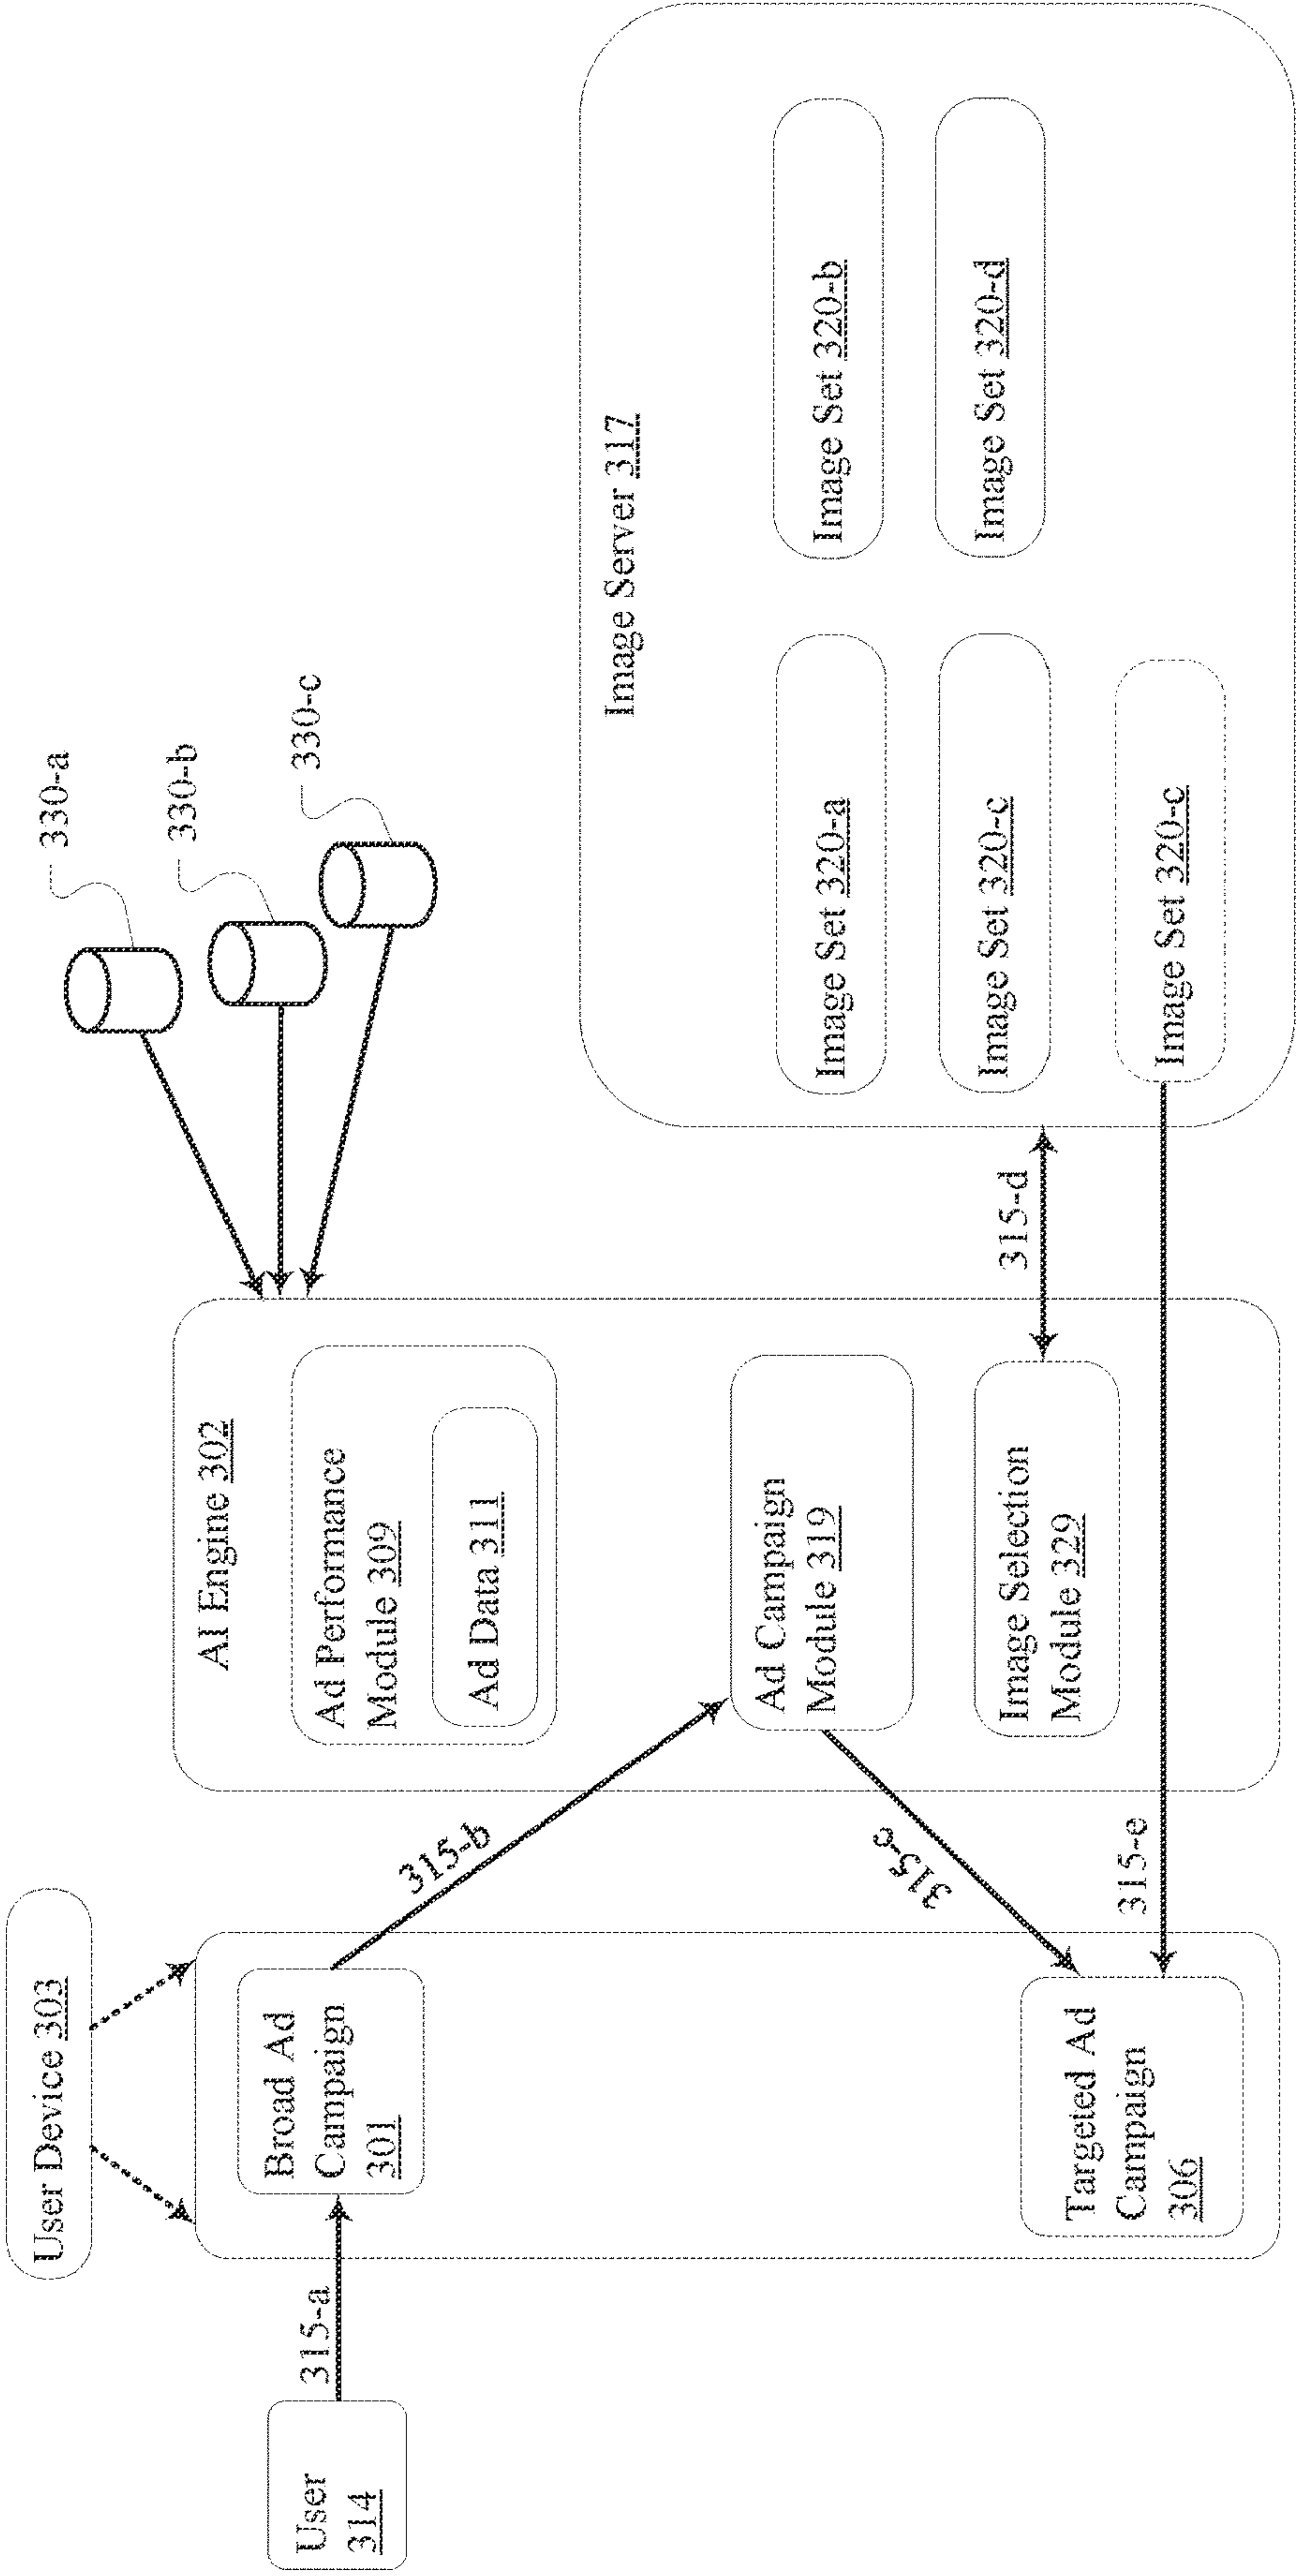 User
314
315-a
User Device 303
Broad Ad
Campaign
301
Targeted Ad
Campaign
306
315-b
315-c
315-e
AI Engine 302
Ad Performance
Module 309
Ad Data 311
Ad Campaign
Module 319
Image Selection
Module 329
315-d
330-a
330-b
330-c
Image Server 317
Image Set 320-a
Image Set 320-b
Image Set 320-c
Image Set 320-d
Image Set 320-c